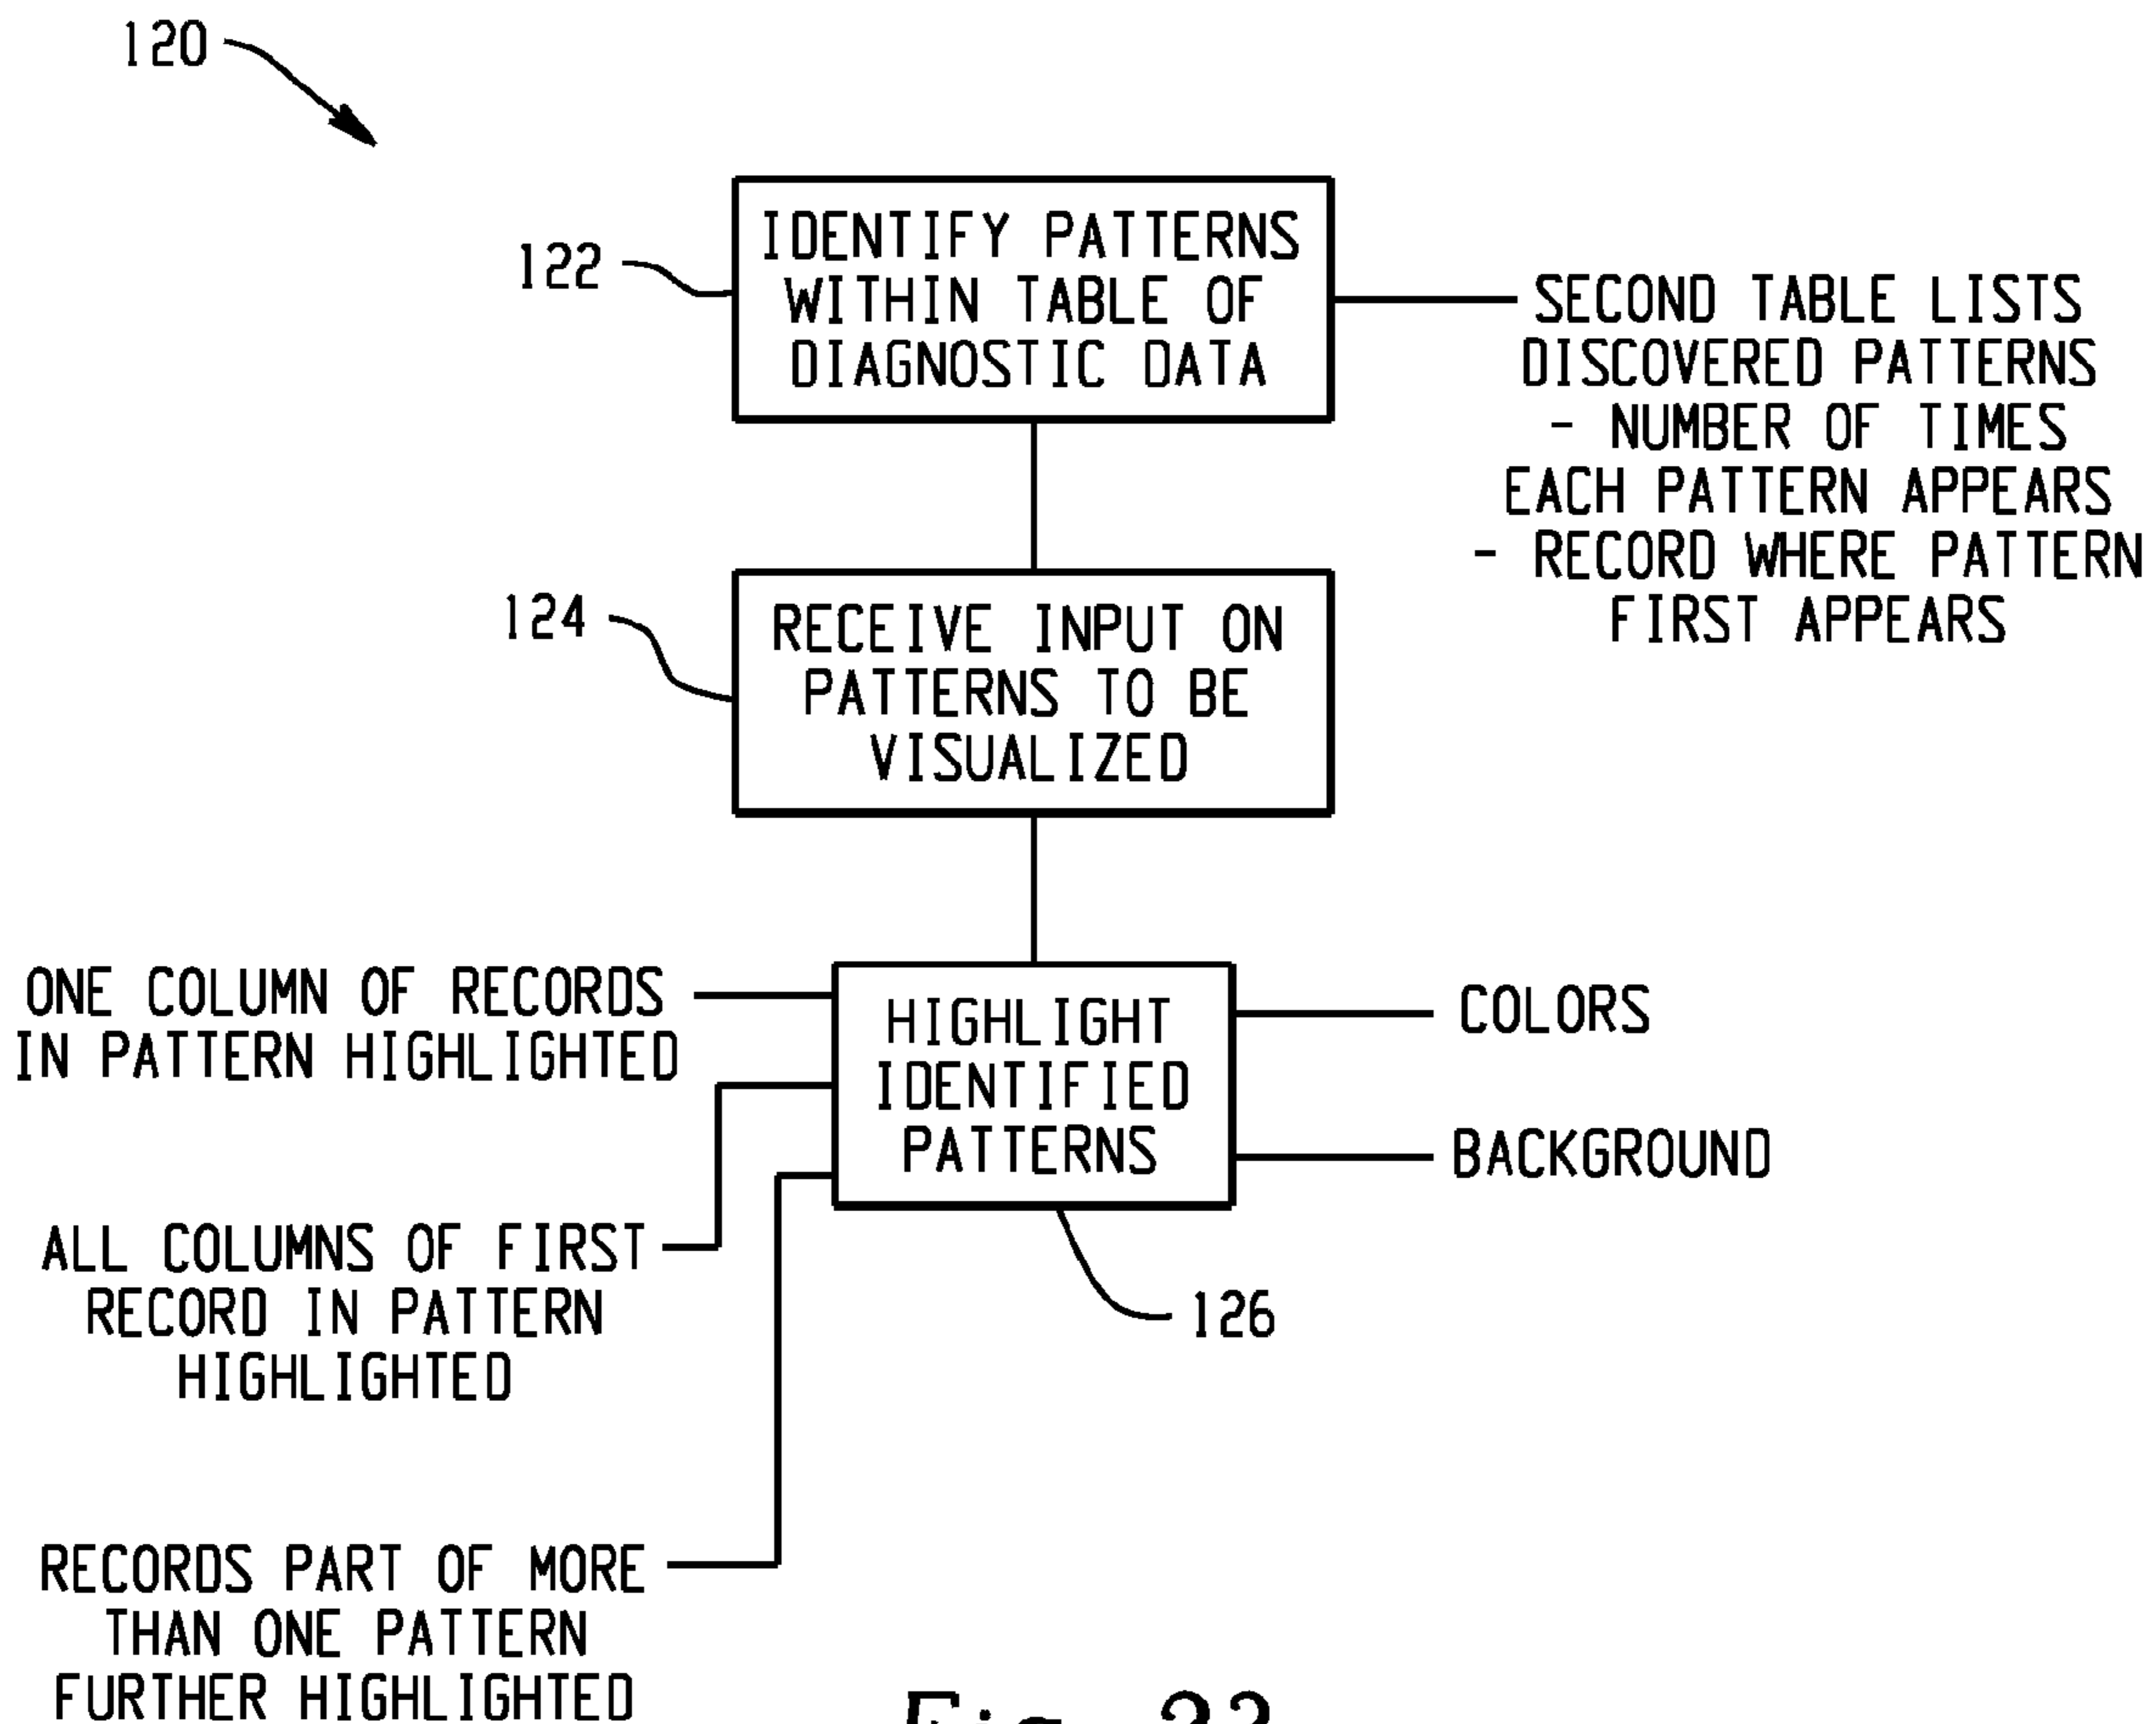 120
122
IDENTIFY PATTERNS
WITHIN TABLE OF
DIAGNOSTIC DATA
SECOND TABLE LISTS
DISCOVERED PATTERNS
- NUMBER OF TIMES
EACH PATTERN APPEARS
- RECORD WHERE PATTERN
FIRST APPEARS
124
RECEIVE INPUT ON
PATTERNS TO BE
VISUALIZED
ONE COLUMN OF RECORDS
IN PATTERN HIGHLIGHTED
ALL COLUMNS OF FIRST
RECORD IN PATTERN
HIGHLIGHTED
RECORDS PART OF MORE
THAN ONE PATTERN
FURTHER HIGHLIGHTED
HIGHLIGHT
IDENTIFIED
PATTERNS
COLORS
BACKGROUND
126
Fig.